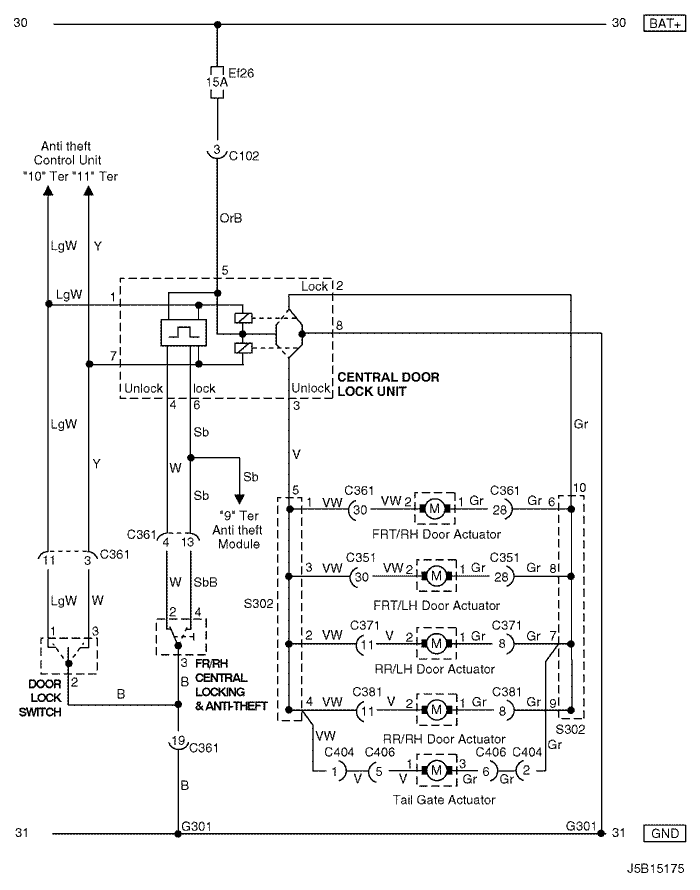 30
30 BAT+
Ef26
15A
3 C102
Anti theft
Control Unit
"10" Ter "11" Ter
OrB
LgW Y
5
LgW
1
Lock 2
8
7
Unlock lock
Unlock
4 6
3
CENTRAL DOOR
LOCK UNIT
Sb
LgW
V
Gr
W
Y
Sb
Sb
"9" Ter
Anti theft
Module
5
10
1 VW C361 30 VW 2 M 1 Gr C361 28 Gr 6
FRT/RH Door Actuator
C361 4 13
11 3 C361
3 VW C351 30 VW 2 M 1 Gr C351 28 Gr 8
FRT/LH Door Actuator
W SbB
LgW W
S302
2 4
1 3
2 VW C371 11 V 2 M 1 Gr C371 8 Gr 7
RR/LH Door Actuator
3
FR/RH
CENTRAL
LOCKING
& ANTI-THEFT
2
DOOR
LOCK
SWITCH
B
B
4 VW C381 11 V 2 M 1 Gr C381 8 Gr 9
RR/RH Door Actuator
S302
19 C361
VW
Gr
C404 1 V C406 5 V 1 M 3 Gr C406 6 Gr C404 2
Tail Gate Actuator
B
31
G301
G301
31 GND
J5B15175